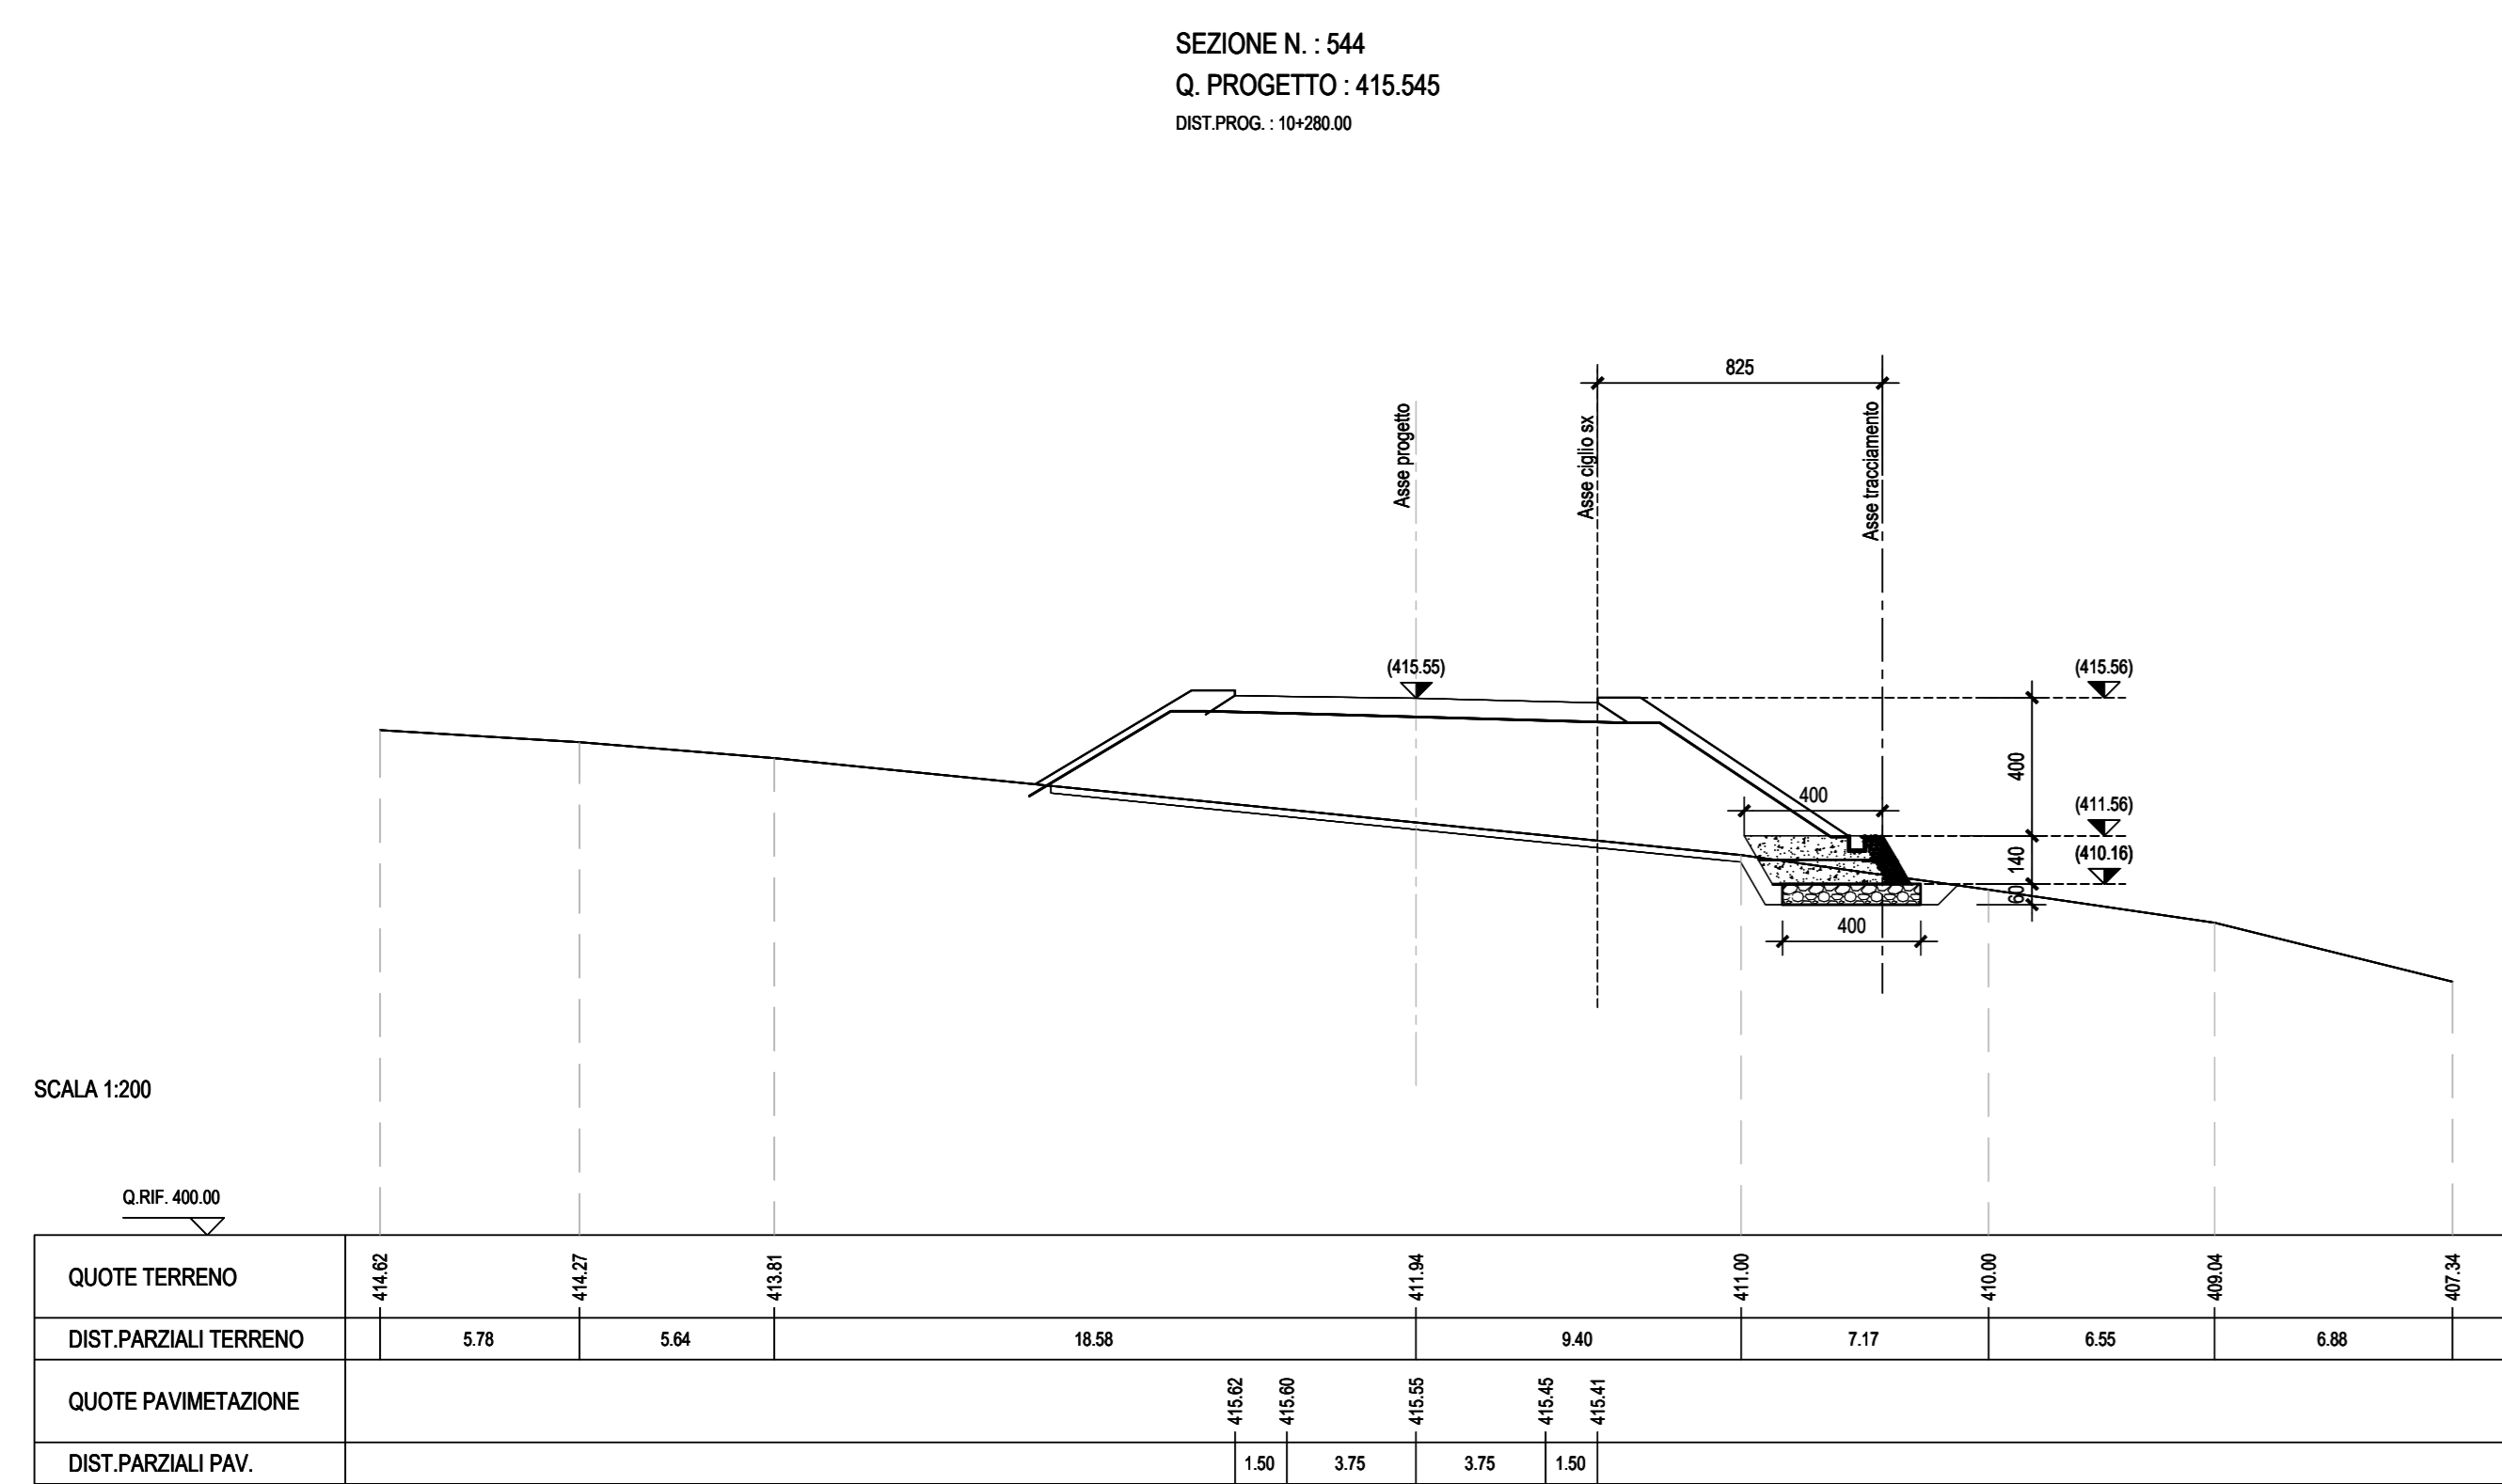 SEZIONE N. : 544
Q. PROGETTO : 415.545
DIST.PROG. : 10+280.00
825
Asse progetto
Asse ciglio sx
Asse tracciamento
(415.55)
(415.56)
400
400
(411.56)
140
(410.16)
60
400
SCALA 1:200
Q.RIF. 400.00
QUOTE TERRENO 414.62 414.27 413.81 411.94 411.00 410.00 409.04 407.34
DIST.PARZIALI TERRENO 5.78 5.64 18.58 9.40 7.17 6.55 6.88
QUOTE PAVIMETAZIONE 415.62 415.60 415.55 415.45 415.41
DIST.PARZIALI PAV. 1.50 3.75 3.75 1.50